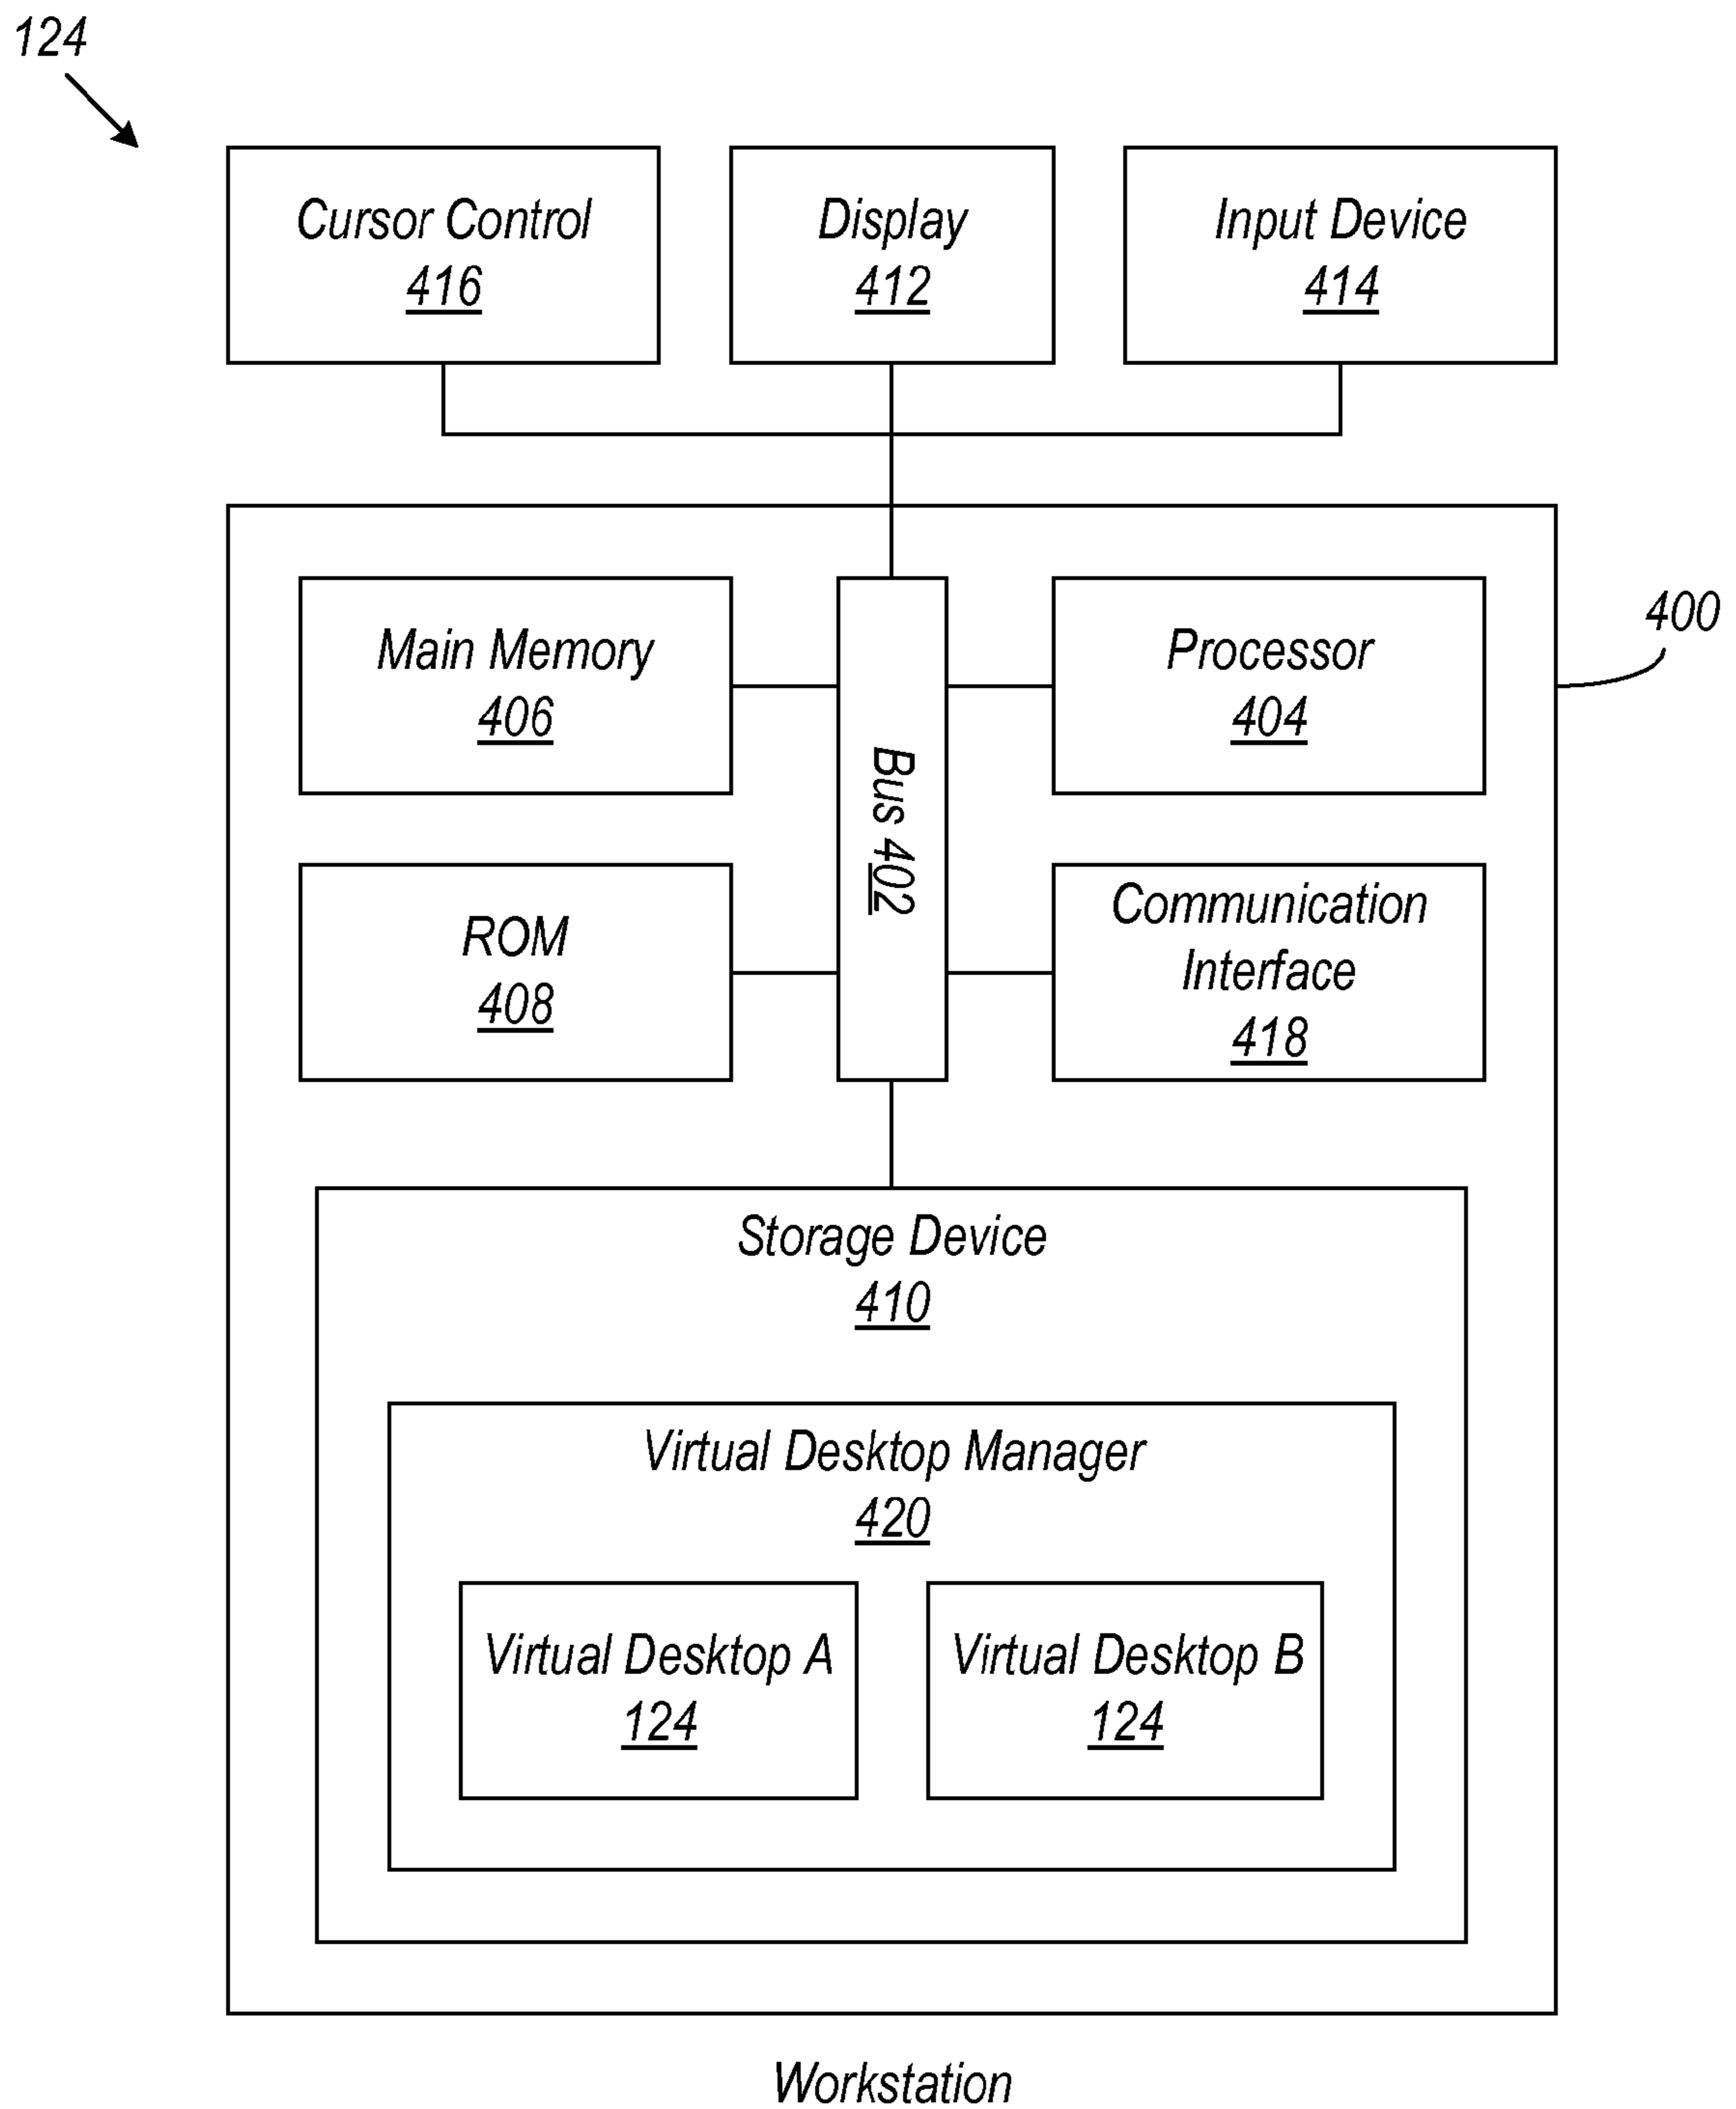 124
Cursor Control
416
Display
412
Input Device
414
400
Main Memory
406
Processor
404
Bus 402
ROM
408
Communication
Interface
418
Storage Device
410
Virtual Desktop Manager
420
Virtual Desktop A
124
Virtual Desktop B
124
Workstation